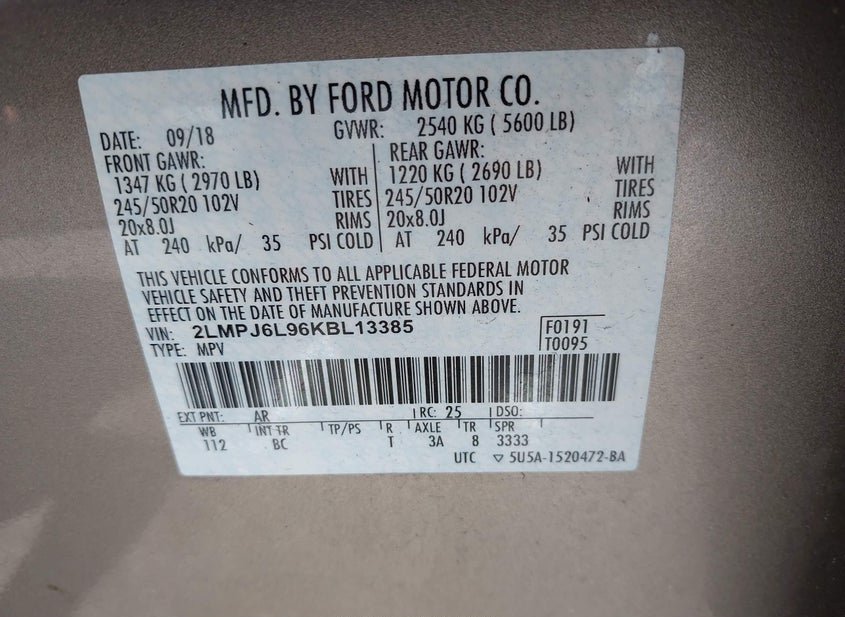 MFD. BY FORD MOTOR CO.
DATE: 09/18 GVWR: 2540 KG ( 5600 LB)
FRONT GAWR: REAR GAWR:
1347 KG ( 2970 LB) WITH 1220 KG ( 2690 LB) WITH
245/50R20 102V TIRES 245/50R20 102V TIRES
20x8.0J RIMS 20x8.0J RIMS
AT 240 kPa/ 35 PSI COLD AT 240 kPa/ 35 PSI COLD
THIS VEHICLE CONFORMS TO ALL APPLICABLE FEDERAL MOTOR
VEHICLE SAFETY AND THEFT PREVENTION STANDARDS IN
EFFECT ON THE DATE OF MANUFACTURE SHOWN ABOVE.
VIN: 2LMPJ6L96KBL13385 F0191
TYPE: MPV T0095
EXT PNT: AR RC: 25 DSO:
WB INT TR TP/PS R AXLE TR SPR
112 BC T 3A 8 3333
UTC ▽ 5U5A-1520472-BA